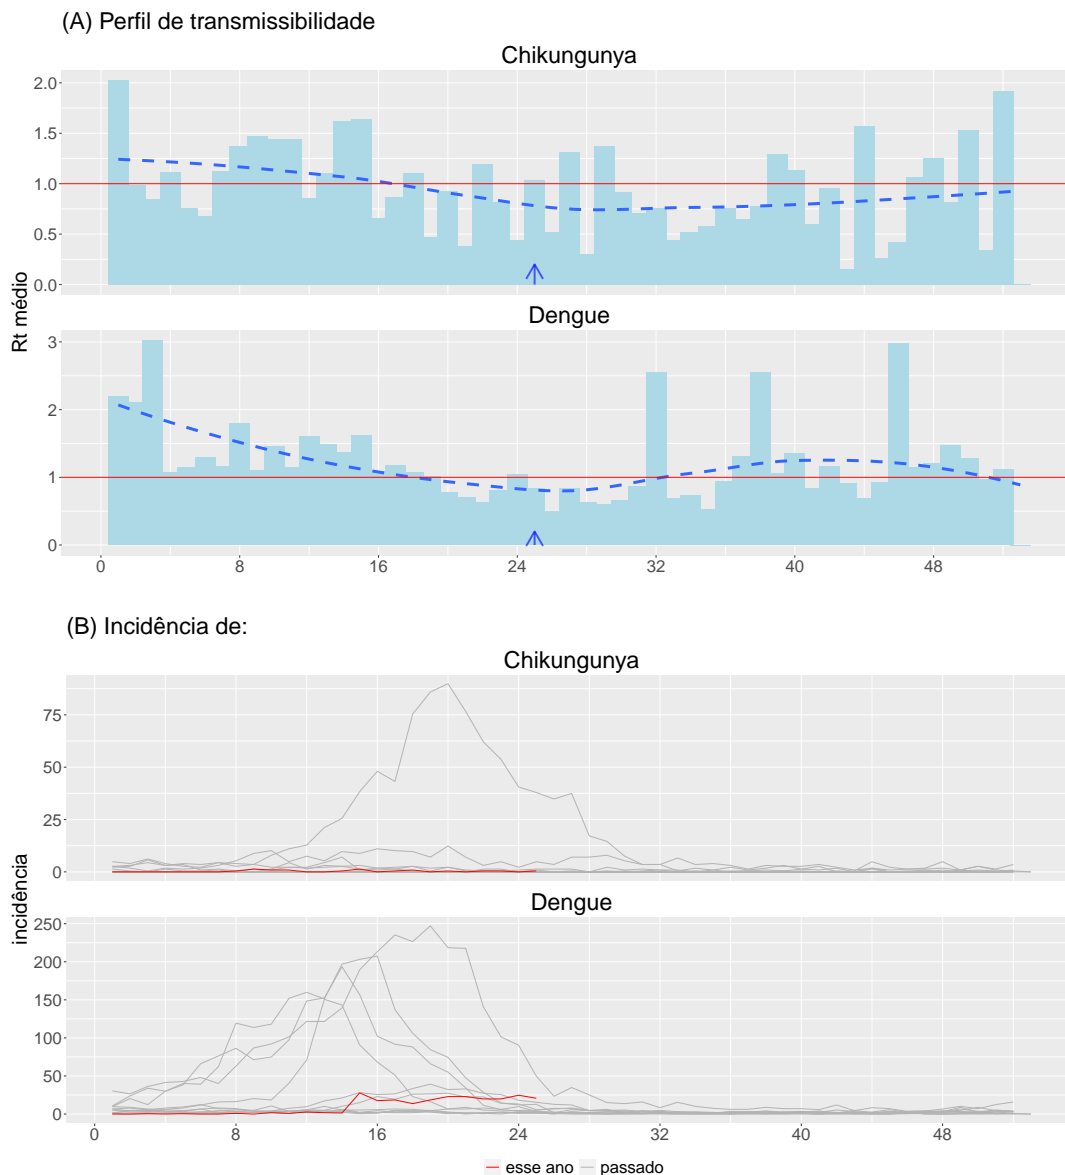 (A) Perfil de transmissibilidade
Chikungunya
2.0
1.5
1.0
0.5
0.0
Dengue
3
2
1
0
Rt médio
0 8 16 24 32 40 48
(B) Incidência de:
Chikungunya
75
50
25
0
Dengue
250
200
150
100
50
0
incidência
0 8 16 24 32 40 48
esse ano passado